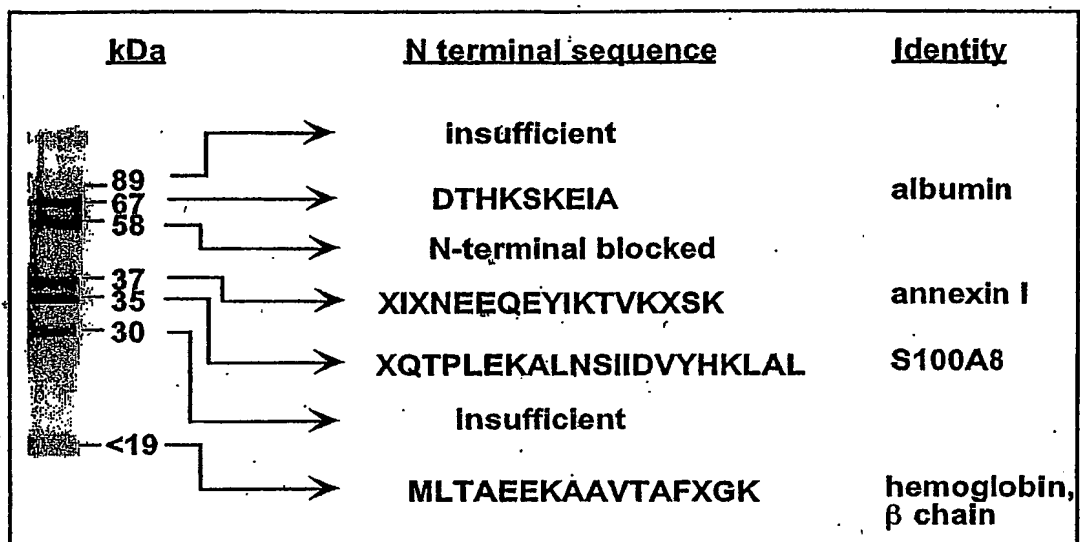 kDa N terminal sequence Identity
insufficient
89
67 DTHKSKEIA albumin
58
N-terminal blocked
37
XIXNEEQEYIKTVKXSK annexin I
35
30
XQTPLEKALNSIIDVYHKLAL S100A8
Insufficient
<19
MLTAEEKAAVTAFXGK hemoglobin,
β chain